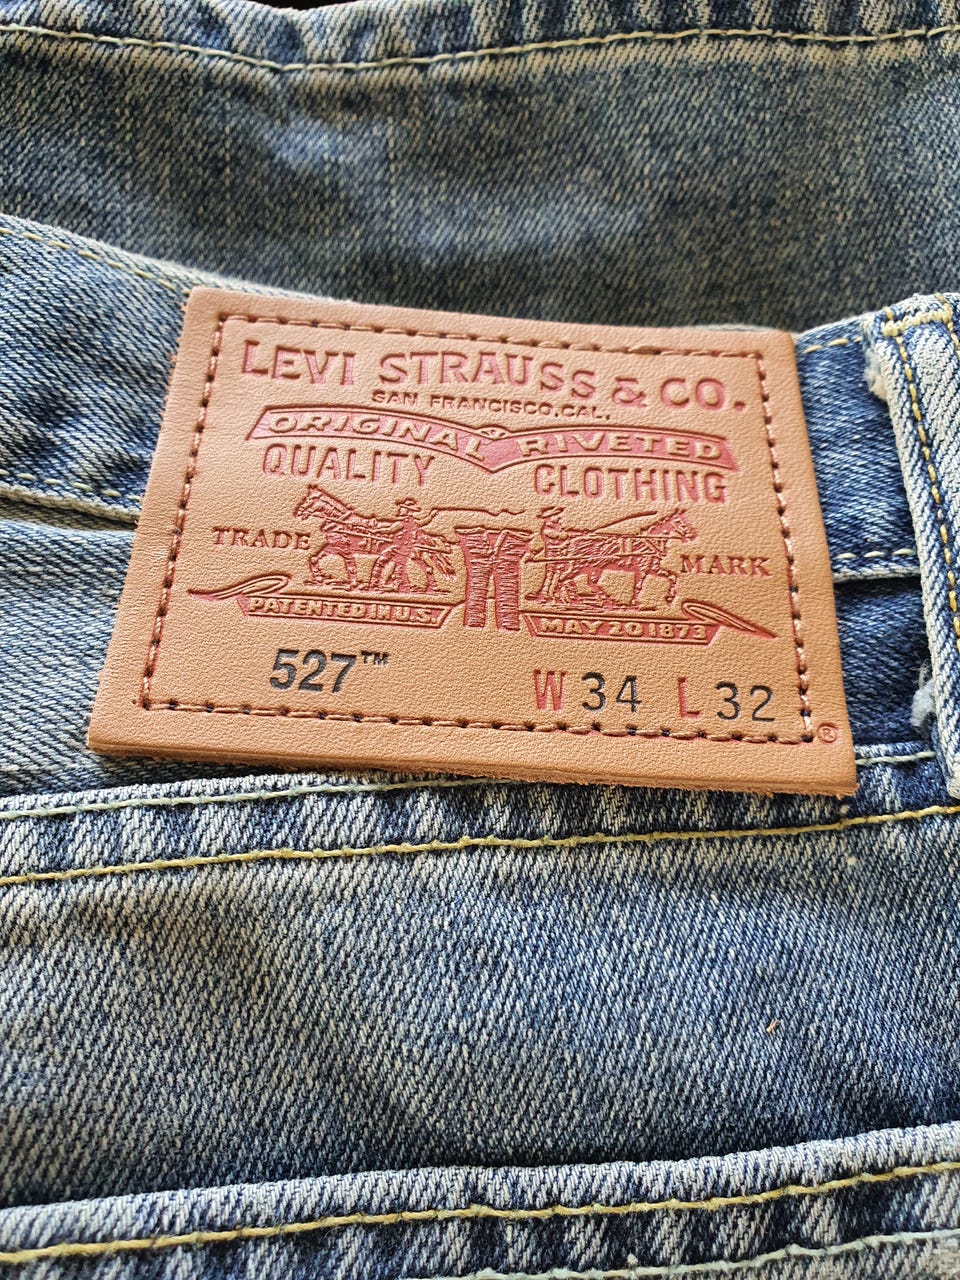 LEVI STRAUSS & CO.
SAN FRANCISCO, CAL.
ORIGINAL RIVETED
QUALITY CLOTHING
TRADE MARK
PATENTED IN U.S. MAY 20 1873
527™ W 34 L 32
®